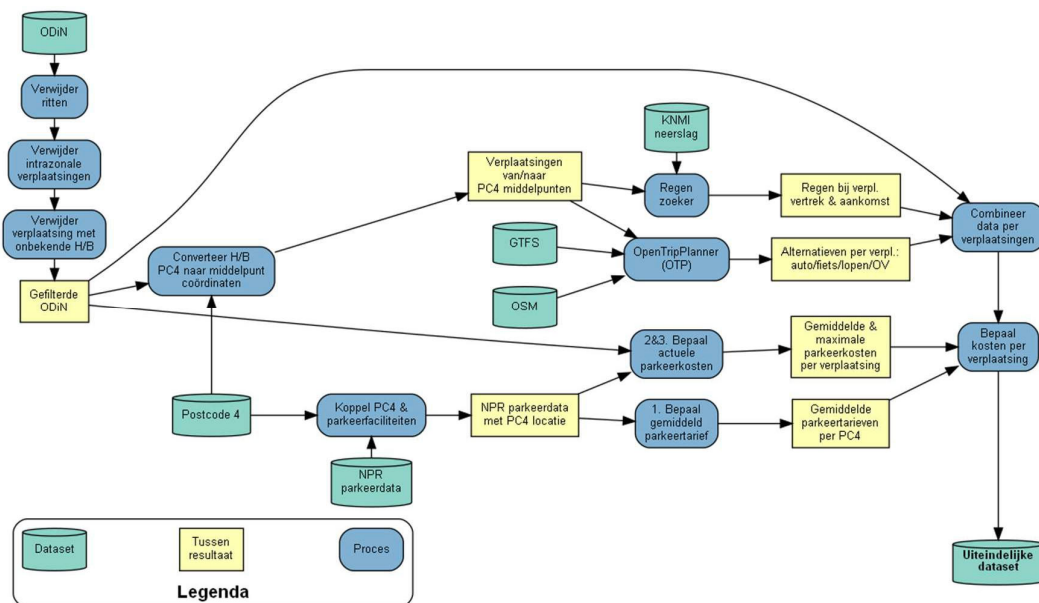 ODiN
Verwijder
ritten
Verwijder
intrazonale
verplaatsingen
Verwijder
verplaatsing met
onbekende H/B
Gefilterde
ODiN
Converteer H/B
PC4 naar middelpunt
coördinaten
Postcode 4
Koppel PC4 &
parkeerfaciliteiten
NPR
parkeerdata
Verplaatsingen
van/naar
PC4 middelpunten
GTFS
OSM
NPR parkeerdata
met PC4 locatie
KNMI
neerslag
Regen
zoeker
OpenTripPlanner
(OTP)
2&3. Bepaal
actuele
parkeerkosten
1. Bepaal
gemiddeld
parkeertarief
Regen bij verpl.
vertrek & aankomst
Alternatieven per verpl.:
auto/fiets/lopen/OV
Gemiddelde &
maximale
parkeerkosten
per verplaatsing
Gemiddelde
parkeertarieven
per PC4
Combineer
data per
verplaatsingen
Bepaal
kosten per
verplaatsing
Uiteindelijke
dataset
Dataset
Tussen
resultaat
Proces
Legenda